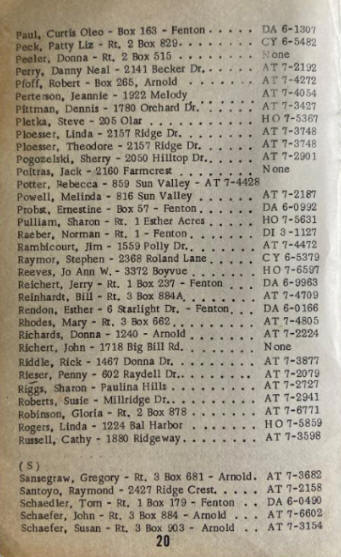 Paul, Curtis Oleo - Box 163 - Fenton . . . . . . DA 6-1307
Peck, Patty Liz - Rt. 2 Box 829. . . . . . . . . CY 6-5482
Peeler, Donna - Rt. 2 Box 515 . . . . . . . . . None
Perry, Danny Neal - 2141 Becker Dr. . . . . . AT 7-2192
Pfoff, Robert - Box 265, Arnold . . . . . . . . AT 7-4272
Perterson, Jeannie - 1922 Melody AT 7-4054
Pittman, Dennis - 1780 Orchard Dr. . . . . . . AT 7-3427
Pletka, Steve - 205 Olar . . . . . . . . . . . . HO 7-5367
Ploesser, Linda - 2157 Ridge Dr. . . . . . . . AT 7-3748
Ploesser, Theodore - 2157 Ridge Dr. . . . . . AT 7-3748
Pogozelski, Sherry - 2050 Hilltop Dr. . . . . . AT 7-2901
Poitras, Jack - 2160 Farmcrest None
Potter, Rebecca - 859 Sun Valley - AT 7-4428
Powell, Melinda - 816 Sun Valley . . . . . . . AT 7-2187
Probst, Ernestine - Box 57 - Fenton. . . . . . DA 6-0992
Pulliam, Sharon - Rt. 1 Esther Acres . . . . . HO 7-5631
Raeber, Norman - Rt. 1 - Fenton . . . . . . . DI 3-1127
Ramblcourt, Jim - 1559 Polly Dr. . . . . . . . AT 7-4472
Raymor, Stephen - 2368 Roland Lane . . . . . CY 6-5379
Reeves, Jo Ann W. - 3372 Boyvue . . . . . . . HO 7-6597
Reichert, Jerry - Rt. 1 Box 237 - Fenton . . . DA 6-9963
Reinhardt, Bill - Rt. 3 Box 884A . . . . . . . . AT 7-4709
Rendon, Esther - 6 Starlight Dr. - Fenton. . . DA 6-0166
Rhodes, Mary - Rt. 3 Box 662 . . . . . . . . . AT 7-4805
Richards, Donna - 1240 - Arnold . . . . . . . AT 7-2224
Richert, John - 1718 Big Bill Rd. . . . . . . . None
Riddle, Rick - 1467 Donna Dr. . . . . . . . . . AT 7-3877
Rieser, Penny - 602 Raydell Dr. . . . . . . . . AT 7-2079
Riggs, Sharon - Paulina Hills . . . . . . . . . AT 7-2727
Roberts, Susie - Millridge Dr. . . . . . . . . . AT 7-2941
Robinson, Gloria - Rt. 2 Box 878 . . . . . . . AT 7-6771
Rogers, Linda - 1224 Bal Harbor . . . . . . . HO 7-5859
Russell, Cathy - 1880 Ridgeway. . . . . . . . AT 7-3598
( S )
Sansegraw, Gregory - Rt. 3 Box 681 - Arnold. AT 7-3682
Santoyo, Raymond - 2427 Ridge Crest. . . . . AT 7-2158
Schaedler, Tom - Rt. 1 Box 179 - Fenton . . DA 6-0490
Schaefer, John - Rt. 3 Box 884 - Arnold . . . AT 7-6602
Schaefer, Susan - Rt. 3 Box 903 - Arnold . . AT 7-3154
20